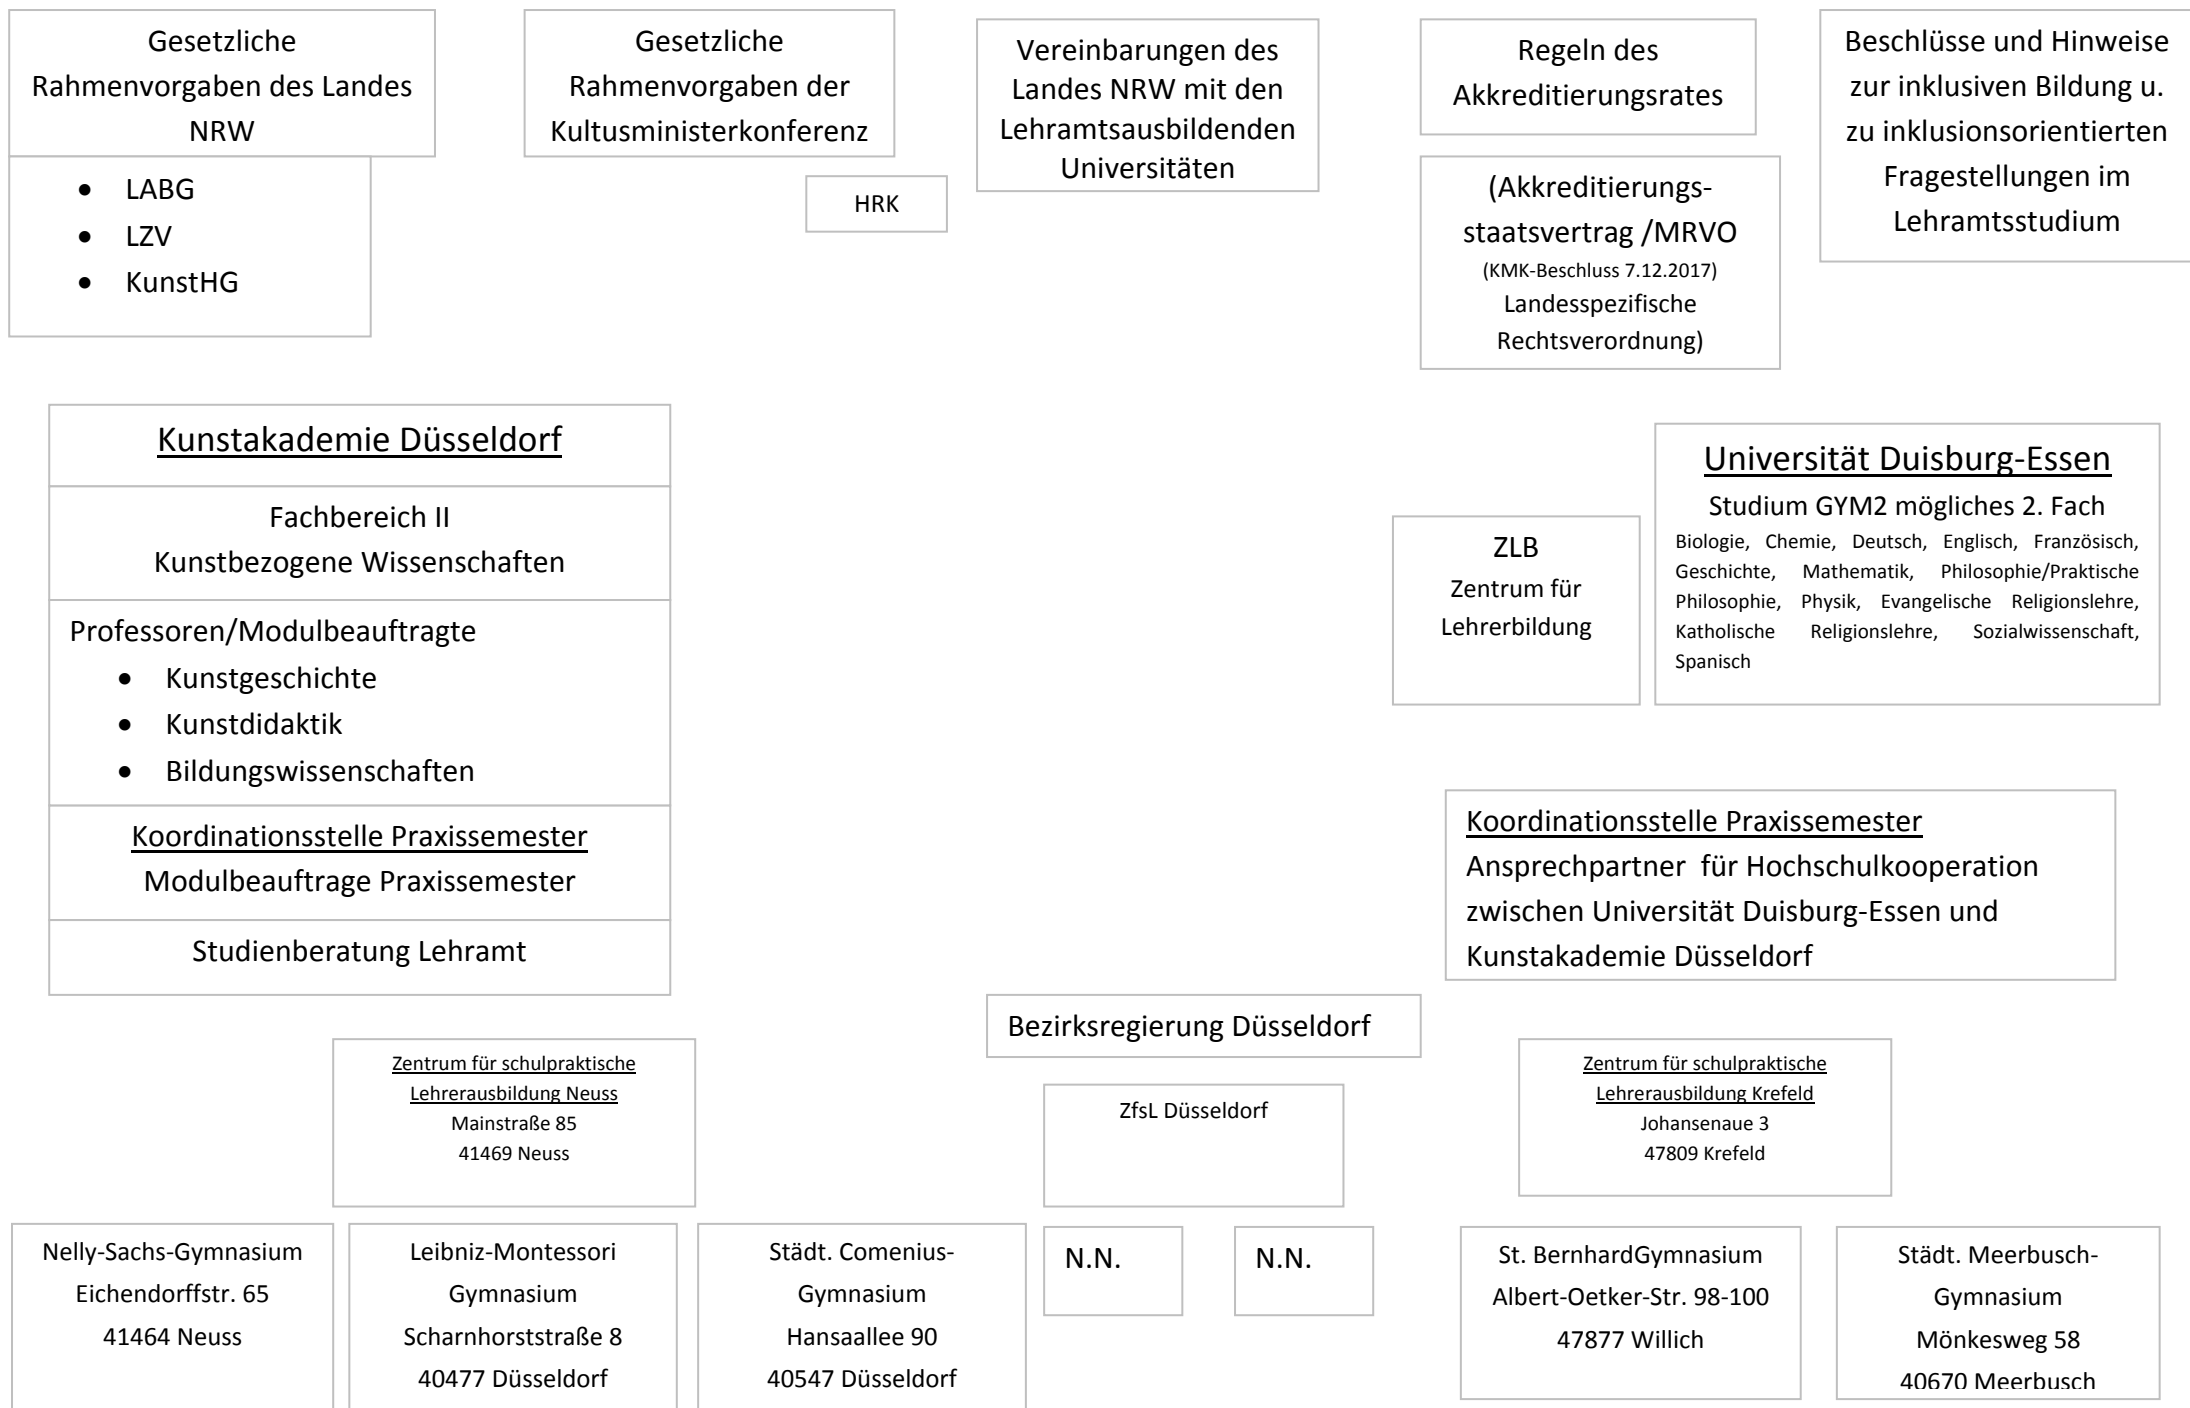 Gesetzliche
Rahmenvorgaben des Landes
NRW
• LABG
• LZV
• KunstHG
Gesetzliche
Rahmenvorgaben der
Kultusministerkonferenz
HRK
Vereinbarungen des
Landes NRW mit den
Lehramtsausbildenden
Universitäten
Regeln des
Akkreditierungsrates
(Akkreditierungs-
staatsvertrag /MRVO
(KMK-Beschluss 7.12.2017)
Landesspezifische
Rechtsverordnung)
Beschlüsse und Hinweise
zur inklusiven Bildung u.
zu inklusionsorientierten
Fragestellungen im
Lehramtsstudium
Kunstakademie Düsseldorf
Fachbereich II
Kunstbezogene Wissenschaften
Professoren/Modulbeauftragte
• Kunstgeschichte
• Kunstdidaktik
• Bildungswissenschaften
Koordinationsstelle Praxissemester
Modulbeauftrage Praxissemester
Studienberatung Lehramt
ZLB
Zentrum für
Lehrerbildung
Universität Duisburg-Essen
Studium GYM2 mögliches 2. Fach
Biologie, Chemie, Deutsch, Englisch, Französisch,
Geschichte, Mathematik, Philosophie/Praktische
Philosophie, Physik, Evangelische Religionslehre,
Katholische Religionslehre, Sozialwissenschaft,
Spanisch
Koordinationsstelle Praxissemester
Ansprechpartner für Hochschulkooperation
zwischen Universität Duisburg-Essen und
Kunstakademie Düsseldorf
Bezirksregierung Düsseldorf
Zentrum für schulpraktische
Lehrerausbildung Neuss
Mainstraße 85
41469 Neuss
ZfsL Düsseldorf
Zentrum für schulpraktische
Lehrerausbildung Krefeld
Johansenaue 3
47809 Krefeld
Nelly-Sachs-Gymnasium
Eichendorffstr. 65
41464 Neuss
Leibniz-Montessori
Gymnasium
Scharnhorststraße 8
40477 Düsseldorf
Städt. Comenius-
Gymnasium
Hansaallee 90
40547 Düsseldorf
N.N.
N.N.
St. BernhardGymnasium
Albert-Oetker-Str. 98-100
47877 Willich
Städt. Meerbusch-
Gymnasium
Mönkesweg 58
40670 Meerbusch